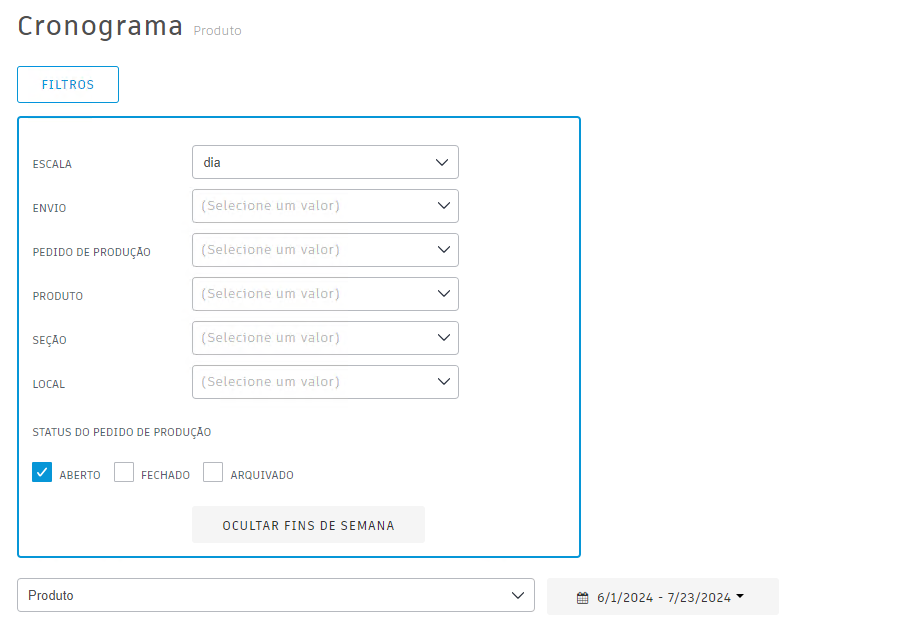 Cronograma Produto
FILTROS
ESCALA dia
ENVIO (Selecione um valor)
PEDIDO DE PRODUÇÃO (Selecione um valor)
PRODUTO (Selecione um valor)
SEÇÃO (Selecione um valor)
LOCAL (Selecione um valor)
STATUS DO PEDIDO DE PRODUÇÃO
ABERTO FECHADO ARQUIVADO
OCULTAR FINS DE SEMANA
Produto 6/1/2024 - 7/23/2024